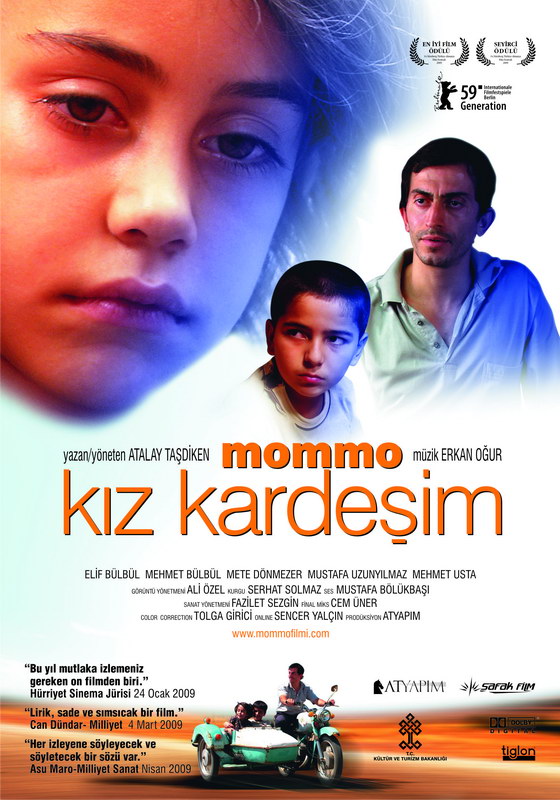 EN İYİ FİLM
ÖDÜLÜ
SEYİRCİ
ÖDÜLÜ
59
Internationale
Filmfestspiele
Berlin
Generation
yazan/yöneten ATALAY TAŞDİKEN
mommo
müzik ERKAN OĞUR
kız kardeşim
ELİF BÜLBÜL MEHMET BÜLBÜL METE DÖNMEZER MUSTAFA UZUNYILMAZ MEHMET USTA
GÖRÜNTÜ YÖNETMENİ ALİ ÖZEL KURGU SERHAT SOLMAZ SES MUSTAFA BÖLÜKBAŞI
SANAT YÖNETMENİ FAZİLET SEZGİN FİNAL MİKS CEM ÜNER
COLOR CORRECTION TOLGA GİRİCİ ONLINE SENCER YALÇIN PRODÜKSİYON ATYAPIM
www.mommofilmi.com
“Bu yıl mutlaka izlemeniz
gereken on filmden biri.”
Hürriyet Sinema Jürisi 24 Ocak 2009
“Lirik, sade ve sımsıcak bir film.”
Can Dündar- Milliyet 4 Mart 2009
“Her izleyene söyleyecek ve
söyletecek bir sözü var.”
Asu Maro-Milliyet Sanat Nisan 2009
ATYAPIM
şafak FİLM
T.C.
KÜLTÜR VE TURİZM BAKANLIĞI
DOLBY
DIGITAL
tiglon